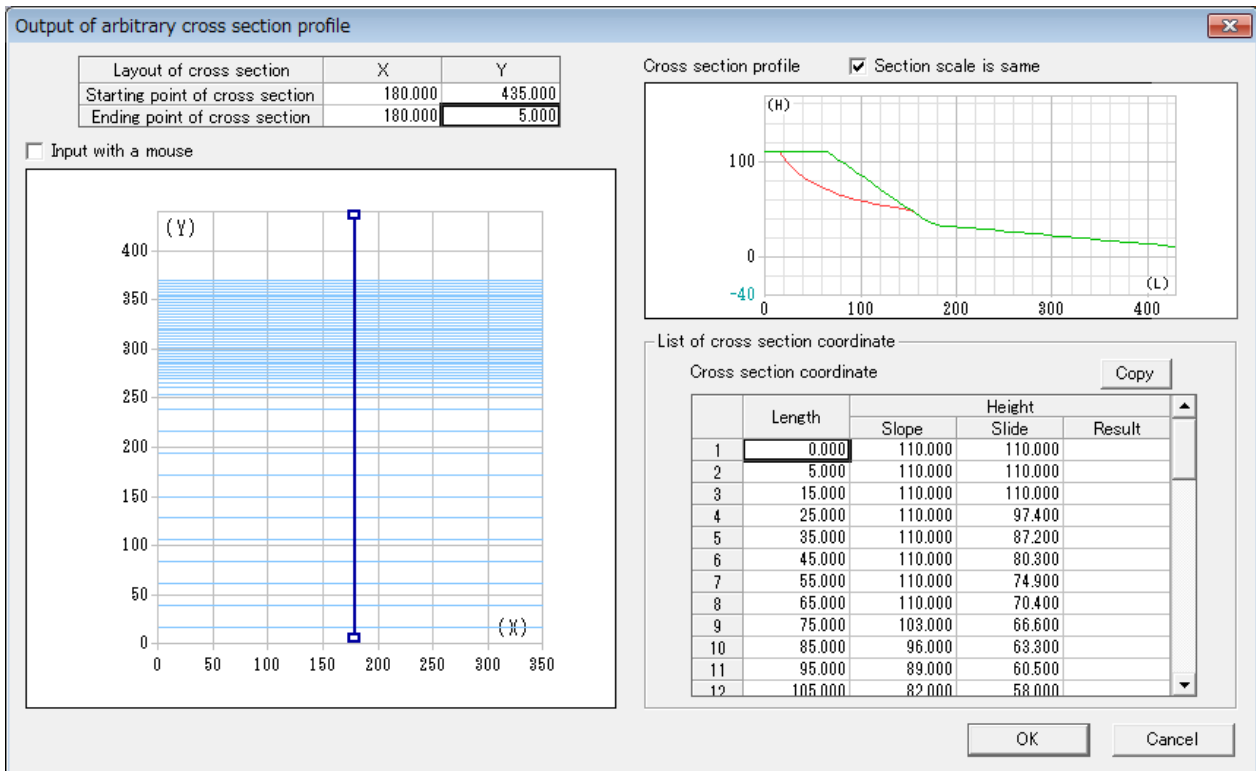 Output of arbitrary cross section profile
Layout of cross section X Y
Starting point of cross section 180.000 435.000
Ending point of cross section 180.000 5.000
Input with a mouse
(Y)
400
350
300
250
200
150
100
50
0
(X)
0 50 100 150 200 250 300 350
Cross section profile Section scale is same
(H)
100
0
-40
(L)
0 100 200 300 400
List of cross section coordinate
Cross section coordinate Copy
Length Height
Slope Slide Result
1 0.000 110.000 110.000
2 5.000 110.000 110.000
3 15.000 110.000 110.000
4 25.000 110.000 97.400
5 35.000 110.000 87.200
6 45.000 110.000 80.300
7 55.000 110.000 74.900
8 65.000 110.000 70.400
9 75.000 103.000 66.600
10 85.000 96.000 63.300
11 95.000 89.000 60.500
12 105.000 82.000 58.000
OK Cancel